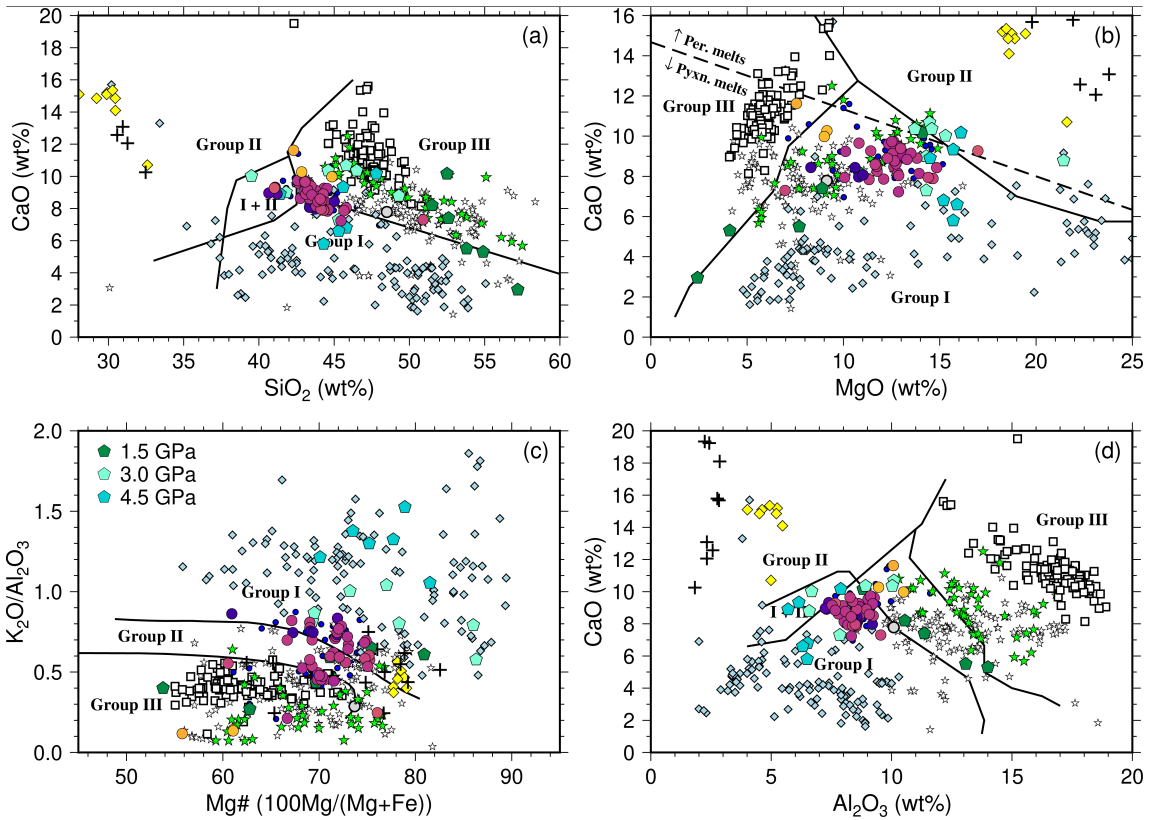 20
18
16
14
12
10
8
6
4
2
0
CaO (wt%)
(a)
Group II
Group III
I + II
Group I
30
35
40
45
50
55
60
SiO₂ (wt%)
16
14
12
10
8
6
4
2
0
CaO (wt%)
(b)
↑ Per. melts
↓ Pyxn. melts
Group II
Group III
Group I
0
5
10
15
20
25
MgO (wt%)
2.0
1.5
1.0
0.5
0.0
K₂O/Al₂O₃
(c)
1.5 GPa
3.0 GPa
4.5 GPa
Group I
Group II
Group III
50
60
70
80
90
Mg# (100Mg/(Mg+Fe))
20
18
16
14
12
10
8
6
4
2
0
CaO (wt%)
(d)
Group III
Group II
Group I
0
5
10
15
20
Al₂O₃ (wt%)